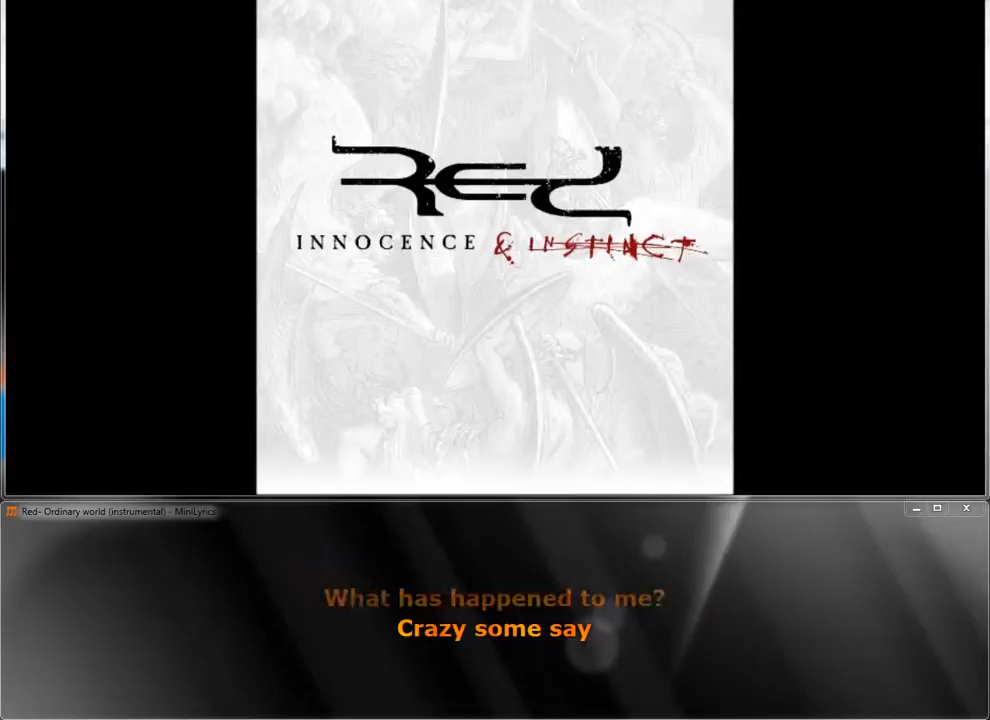 RED
INNOCENCE & INSTINCT
Red- Ordinary world (instrumental) - MiniLyrics
What has happened to me?
Crazy some say